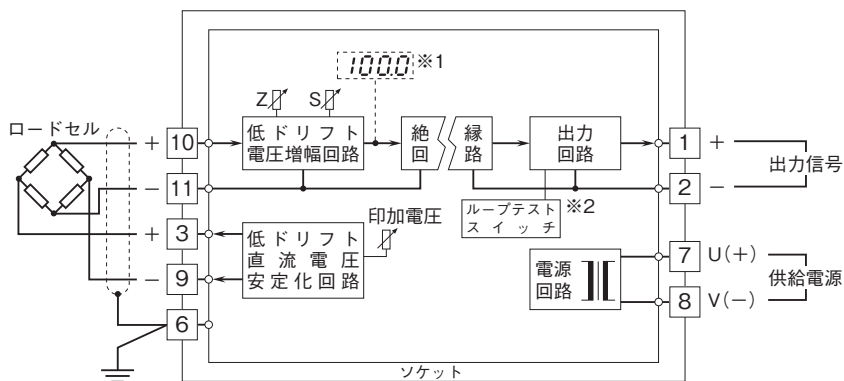 100.0 ※1
Z
S
ロードセル
+ 10
低ドリフト
電圧増幅回路
絶 縁
回 路
出力
回路
1 +
出力信号
− 11
2 −
ループテスト ※2
スイッチ
印加電圧
+ 3
低ドリフト
直流電圧
安定化回路
− 9
6
電源
回路
7 U(+)
供給電源
8 V(−)
ソケット